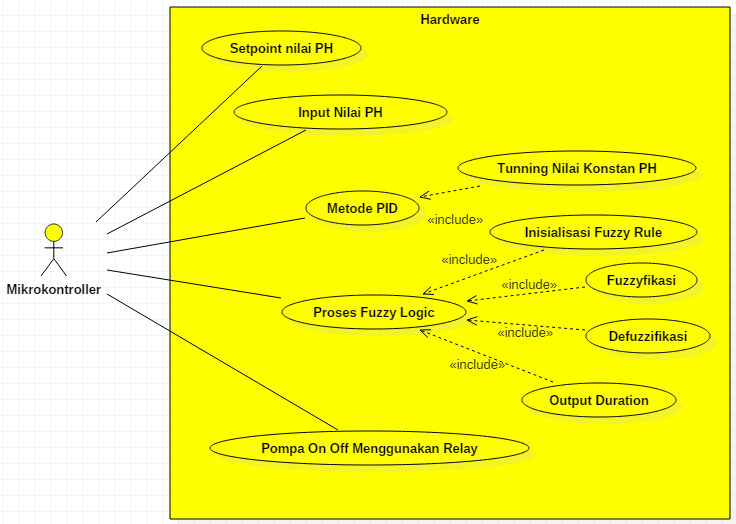 Hardware
Setpoint nilai PH
Input Nilai PH
Tunning Nilai Konstan PH
Metode PID
«include»
Inisialisasi Fuzzy Rule
«include»
Fuzzyfikasi
«include»
Mikrokontroller
Proses Fuzzy Logic
«include»
Defuzzifikasi
«include»
Output Duration
Pompa On Off Menggunakan Relay